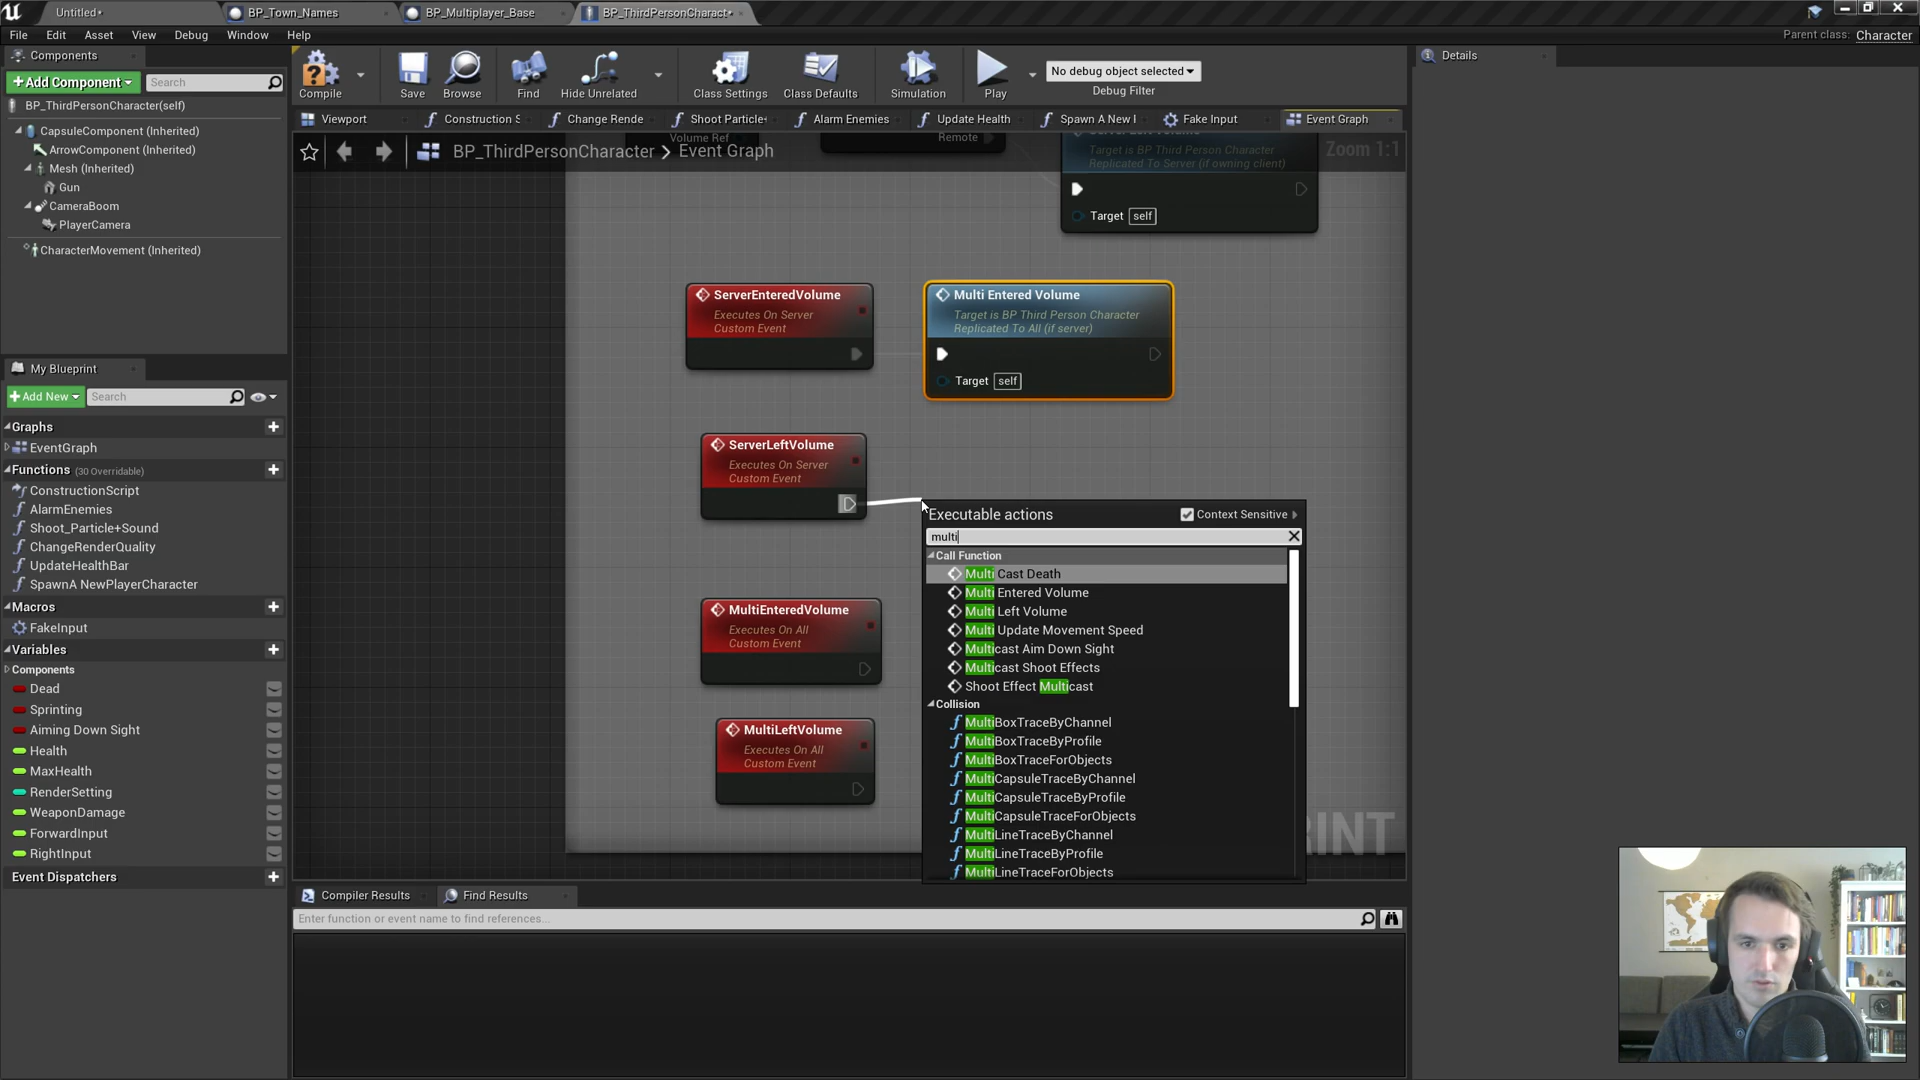 Untitled•
BP_Town_Names
BP_Multiplayer_Base
BP_ThirdPersonCharact•
File Edit Asset View Debug Window Help
Parent class: Character
Components
+Add Component
Search
BP_ThirdPersonCharacter(self)
CapsuleComponent (Inherited)
ArrowComponent (Inherited)
Mesh (Inherited)
Gun
CameraBoom
PlayerCamera
CharacterMovement (Inherited)
Compile
Save
Browse
Find
Hide Unrelated
Class Settings
Class Defaults
Simulation
Play
No debug object selected
Debug Filter
Details
Viewport
Construction S
Change Rende
Shoot Particle+
Alarm Enemies
Update Health
Spawn A New
Fake Input
Event Graph
BP_ThirdPersonCharacter > Event Graph
Zoom 1:1
Volume Ref
Remote
Target is BP Third Person Character
Replicated To Server (if owning client)
Target self
ServerEnteredVolume
Executes On Server
Custom Event
Multi Entered Volume
Target is BP Third Person Character
Replicated To All (if server)
Target self
ServerLeftVolume
Executes On Server
Custom Event
MultiEnteredVolume
Executes On All
Custom Event
MultiLeftVolume
Executes On All
Custom Event
Executable actions
Context Sensitive
multi
Call Function
Multi Cast Death
Multi Entered Volume
Multi Left Volume
Multi Update Movement Speed
Multicast Aim Down Sight
Multicast Shoot Effects
Shoot Effect Multicast
Collision
MultiBoxTraceByChannel
MultiBoxTraceByProfile
MultiBoxTraceForObjects
MultiCapsuleTraceByChannel
MultiCapsuleTraceByProfile
MultiCapsuleTraceForObjects
MultiLineTraceByChannel
MultiLineTraceByProfile
MultiLineTraceForObjects
RINT
My Blueprint
+Add New
Search
Graphs
EventGraph
Functions (30 Overridable)
ConstructionScript
AlarmEnemies
Shoot_Particle+Sound
ChangeRenderQuality
UpdateHealthBar
SpawnA NewPlayerCharacter
Macros
FakeInput
Variables
Components
Dead
Sprinting
Aiming Down Sight
Health
MaxHealth
RenderSetting
WeaponDamage
ForwardInput
RightInput
Event Dispatchers
Compiler Results
Find Results
Enter function or event name to find references...